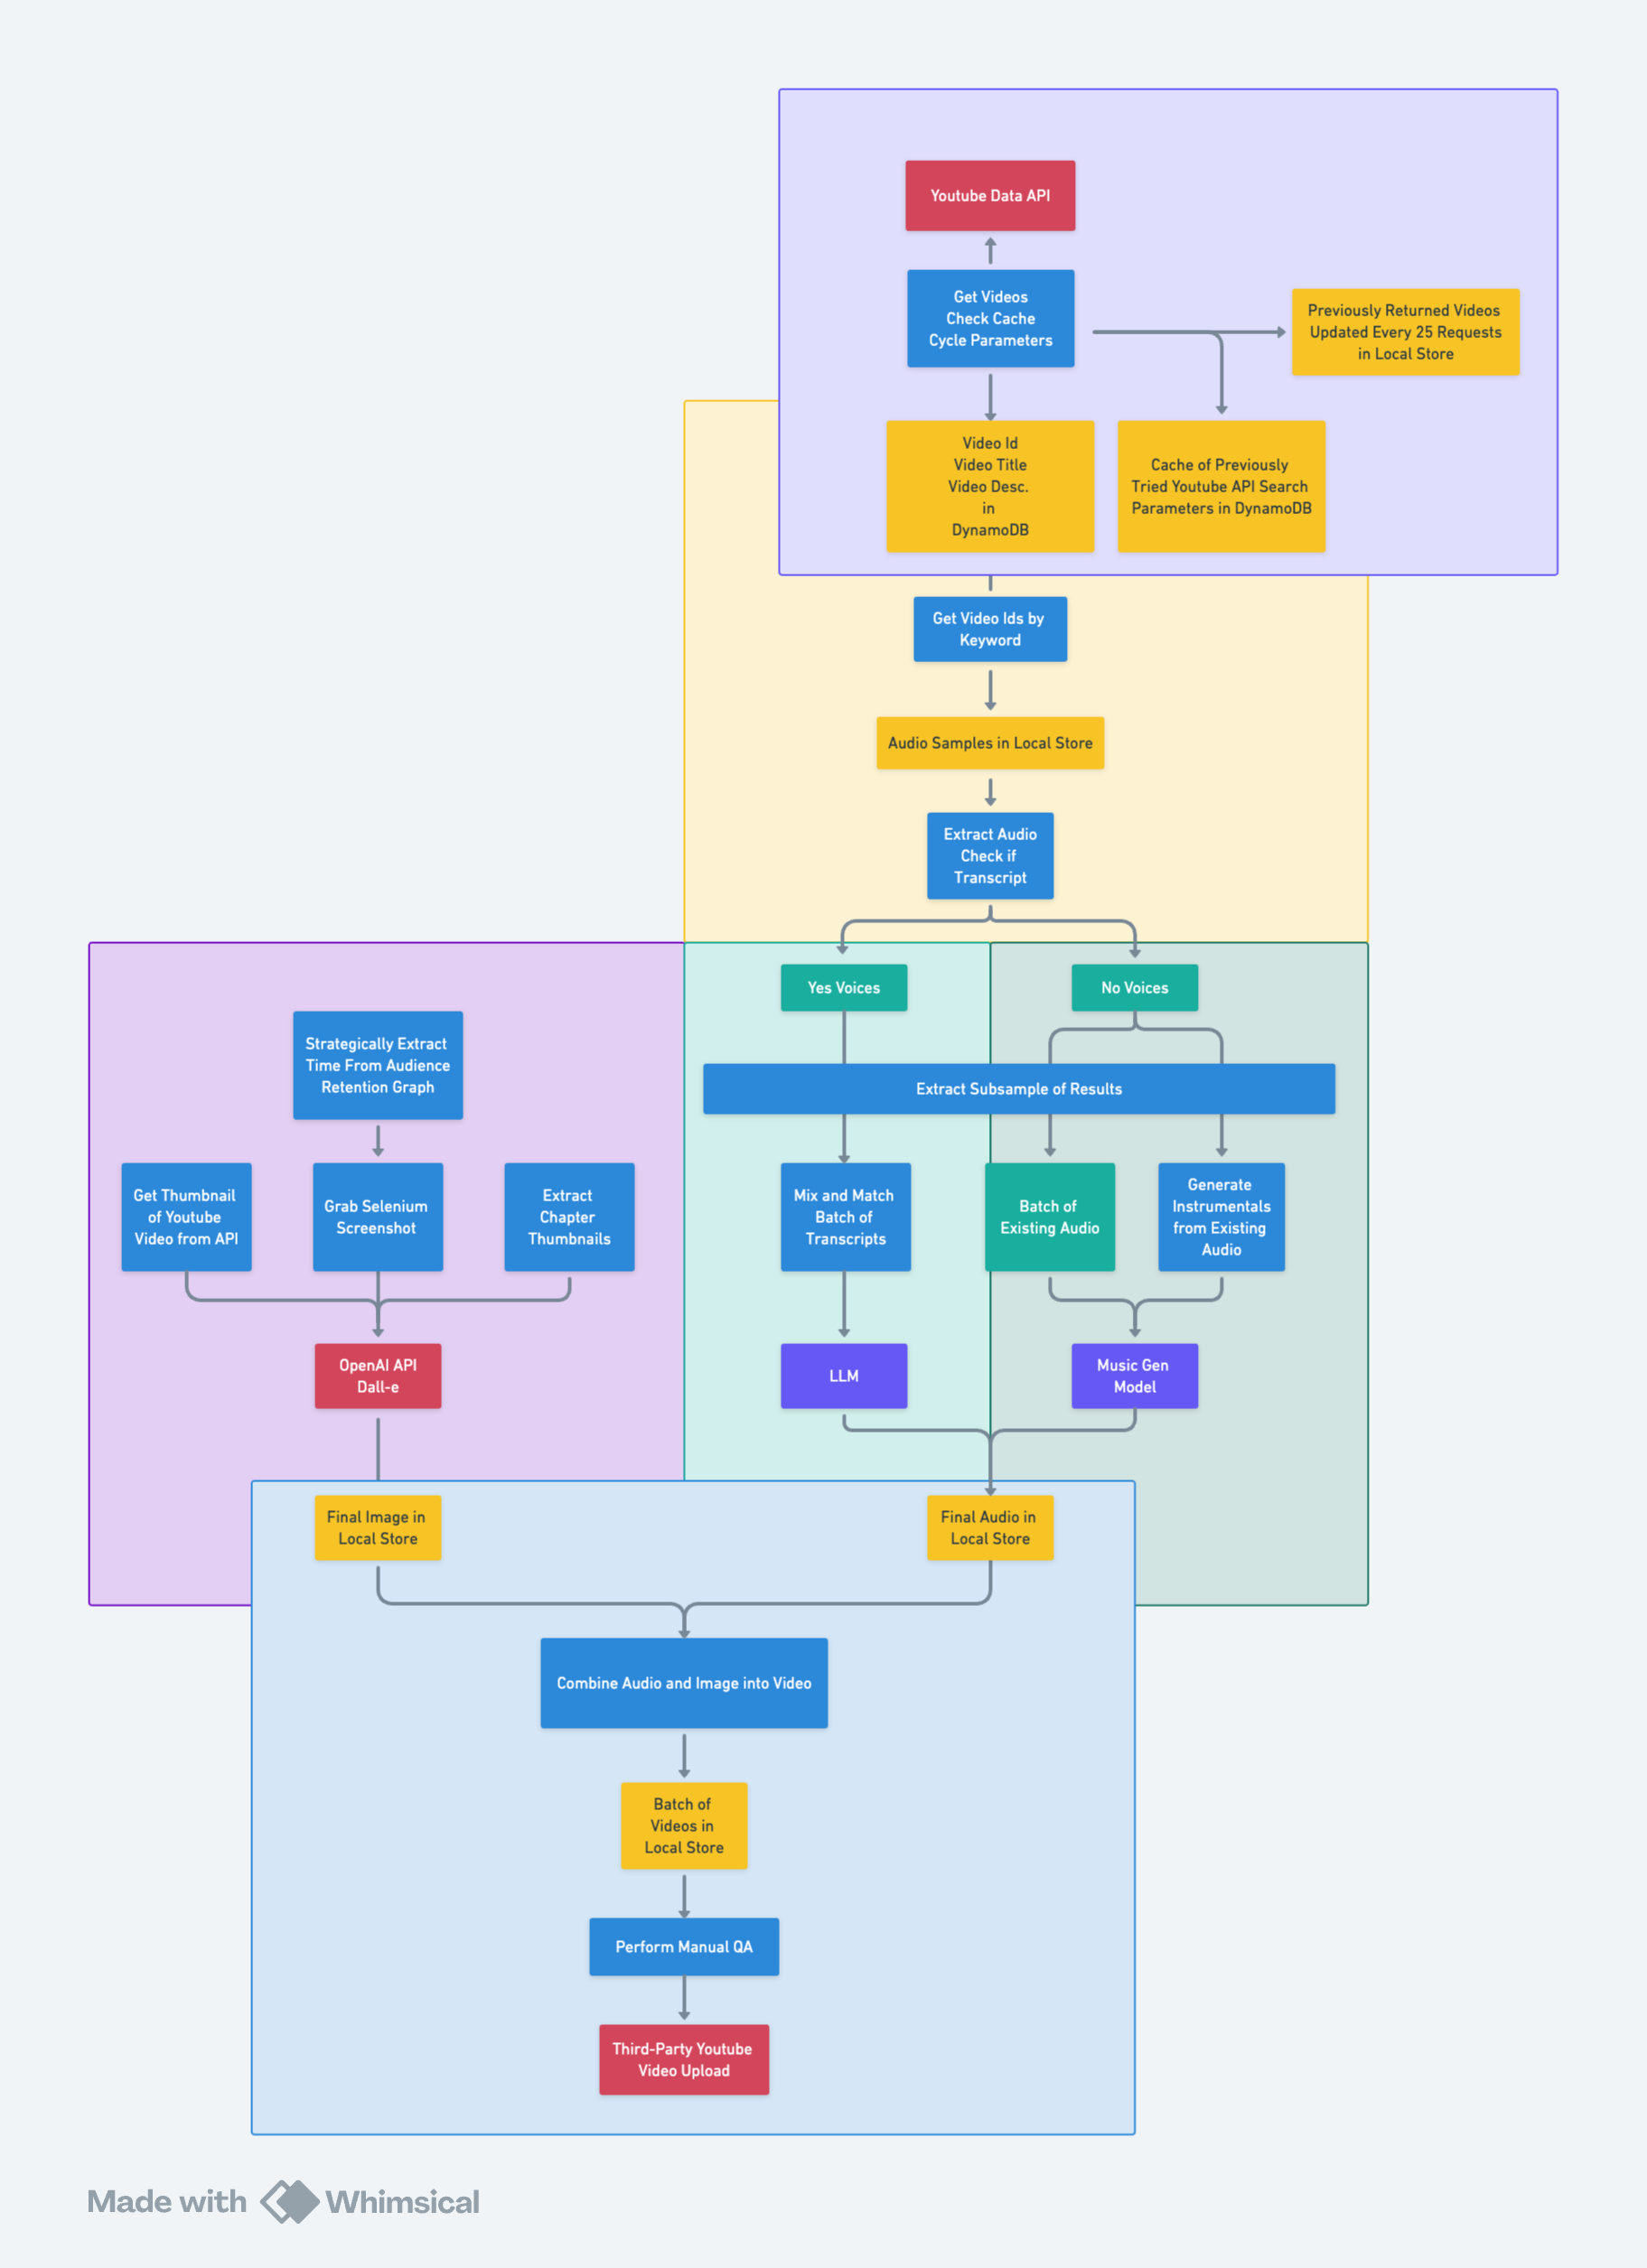 Youtube Data API
Get Videos
Check Cache
Cycle Parameters
Previously Returned Videos
Updated Every 25 Requests
in Local Store
Video Id
Video Title
Video Desc.
in
DynamoDB
Cache of Previously
Tried Youtube API Search
Parameters in DynamoDB
Get Video Ids by
Keyword
Audio Samples in Local Store
Extract Audio
Check if
Transcript
Yes Voices
No Voices
Strategically Extract
Time From Audience
Retention Graph
Extract Subsample of Results
Get Thumbnail
of Youtube
Video from API
Grab Selenium
Screenshot
Extract
Chapter
Thumbnails
Mix and Match
Batch of
Transcripts
Batch of
Existing Audio
Generate
Instrumentals
from Existing
Audio
OpenAI API
Dall-e
LLM
Music Gen
Model
Final Image in
Local Store
Final Audio in
Local Store
Combine Audio and Image into Video
Batch of
Videos in
Local Store
Perform Manual QA
Third-Party Youtube
Video Upload
Made with Whimsical